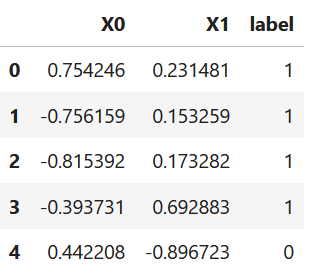 X0 X1 label
0 0.754246 0.231481 1
1 -0.756159 0.153259 1
2 -0.815392 0.173282 1
3 -0.393731 0.692883 1
4 0.442208 -0.896723 0